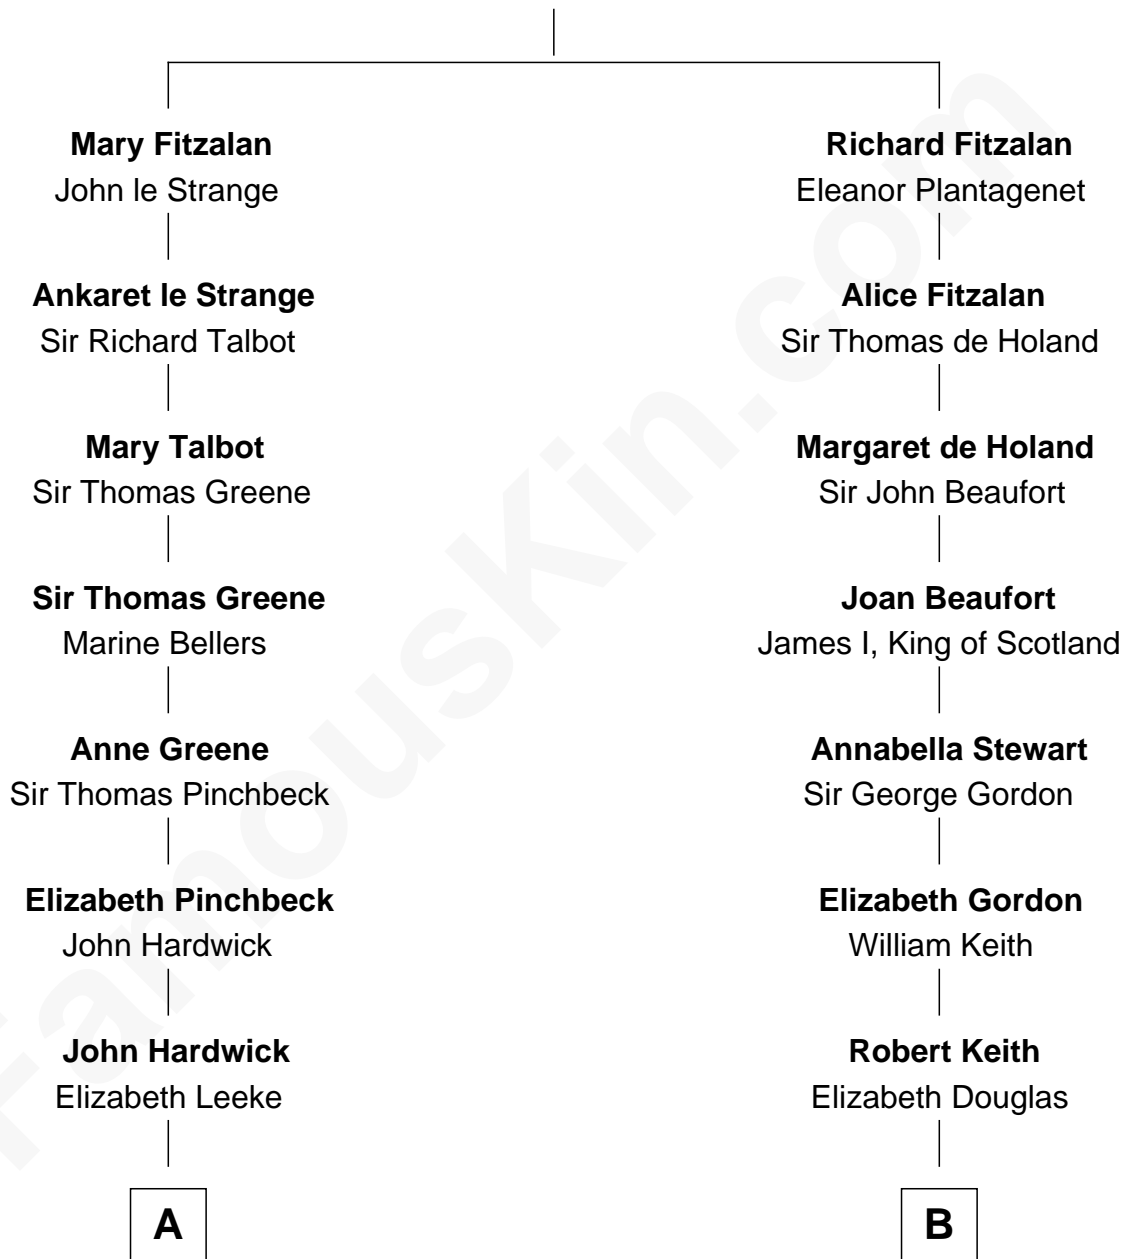 Mary Fitzalan
John le Strange
Ankaret le Strange
Sir Richard Talbot
Mary Talbot
Sir Thomas Greene
Sir Thomas Greene
Marine Bellers
Anne Greene
Sir Thomas Pinchbeck
Elizabeth Pinchbeck
John Hardwick
John Hardwick
Elizabeth Leeke
A
Richard Fitzalan
Eleanor Plantagenet
Alice Fitzalan
Sir Thomas de Holand
Margaret de Holand
Sir John Beaufort
Joan Beaufort
James I, King of Scotland
Annabella Stewart
Sir George Gordon
Elizabeth Gordon
William Keith
Robert Keith
Elizabeth Douglas
B
FamousKin.com